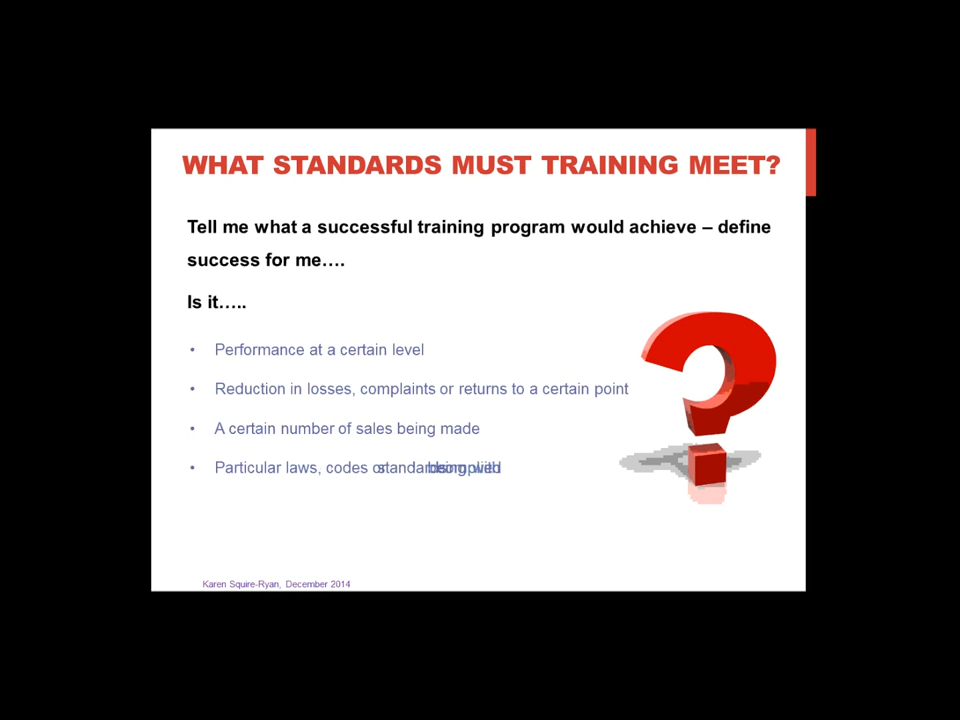 WHAT STANDARDS MUST TRAINING MEET?
Tell me what a successful training program would achieve – define
success for me….
Is it…..
• Performance at a certain level
• Reduction in losses, complaints or returns to a certain point
• A certain number of sales being made
• Particular laws, codes or standards being complied with
Karen Squire-Ryan, December 2014